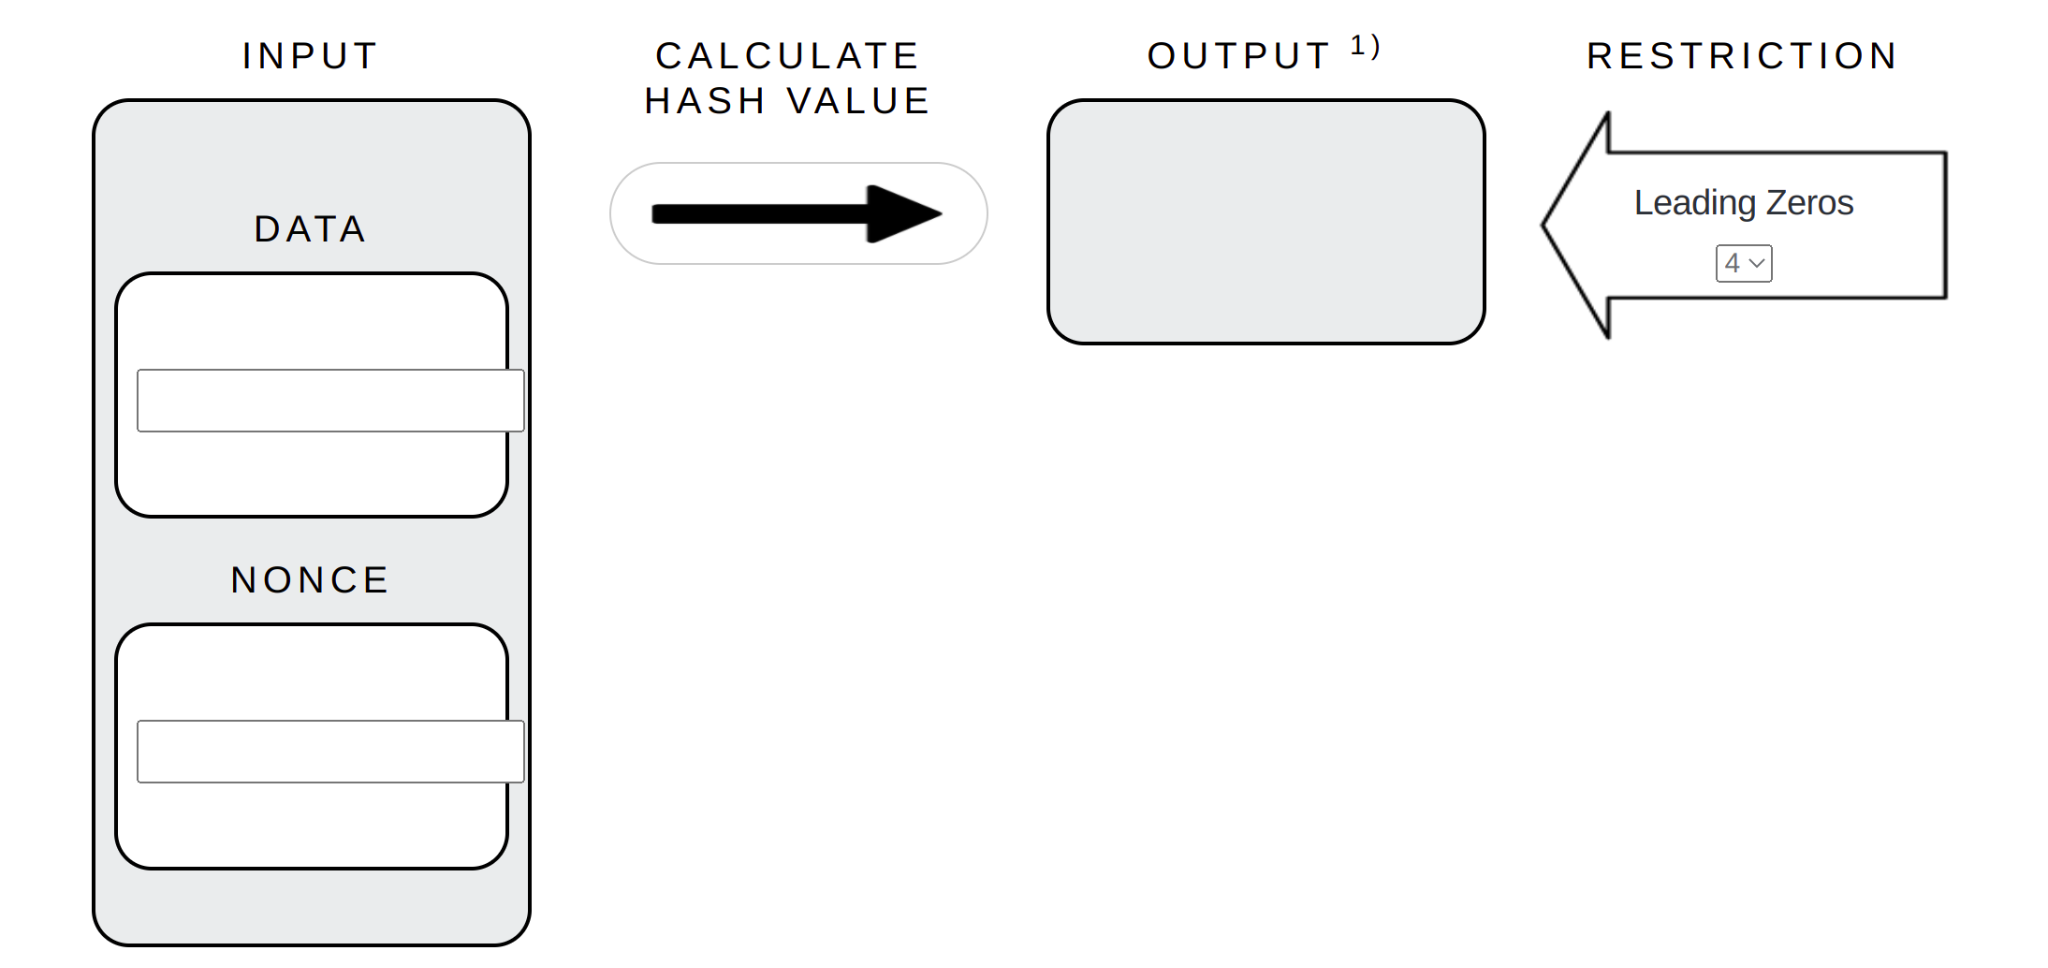 INPUT
CALCULATE
HASH VALUE
OUTPUT 1)
RESTRICTION
DATA
Leading Zeros
4
NONCE